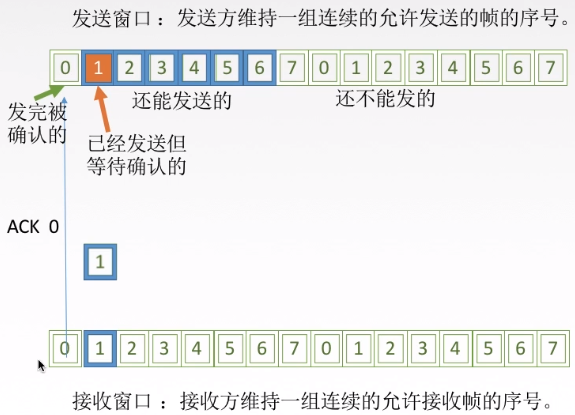 发送窗口：发送方维持一组连续的允许发送的帧的序号。
0 1 2 3 4 5 6 7 0 1 2 3 4 5 6 7
发完被
确认的
还能发送的
还不能发的
已经发送但
等待确认的
ACK 0
1
0 1 2 3 4 5 6 7 0 1 2 3 4 5 6 7
接收窗口：接收方维持一组连续的允许接收帧的序号。